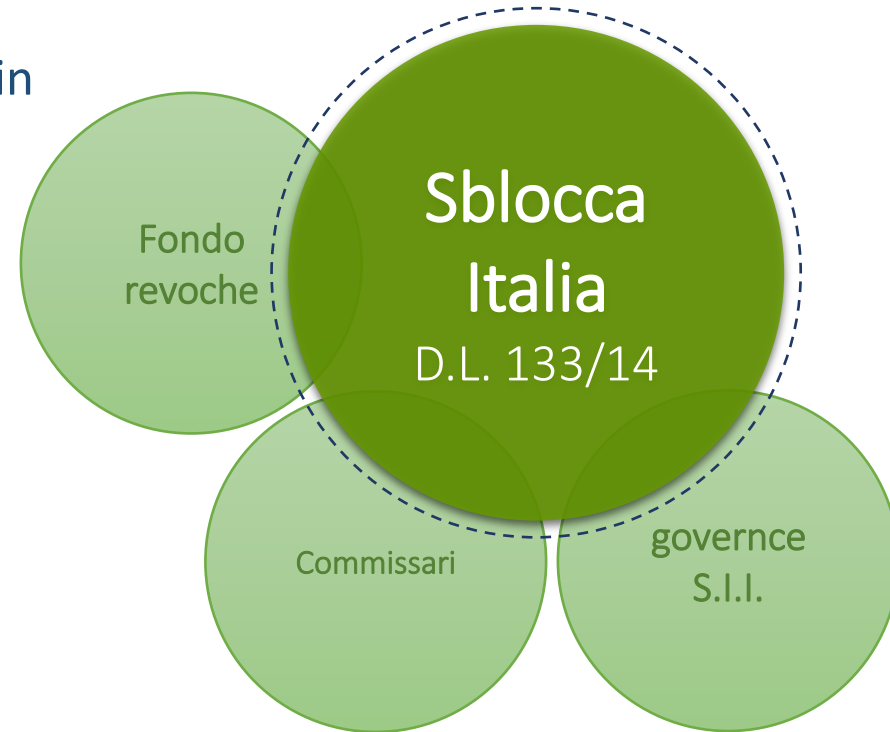 in
Fondo
revoche
Sblocca
Italia
D.L. 133/14
Commissari
governce
S.I.I.